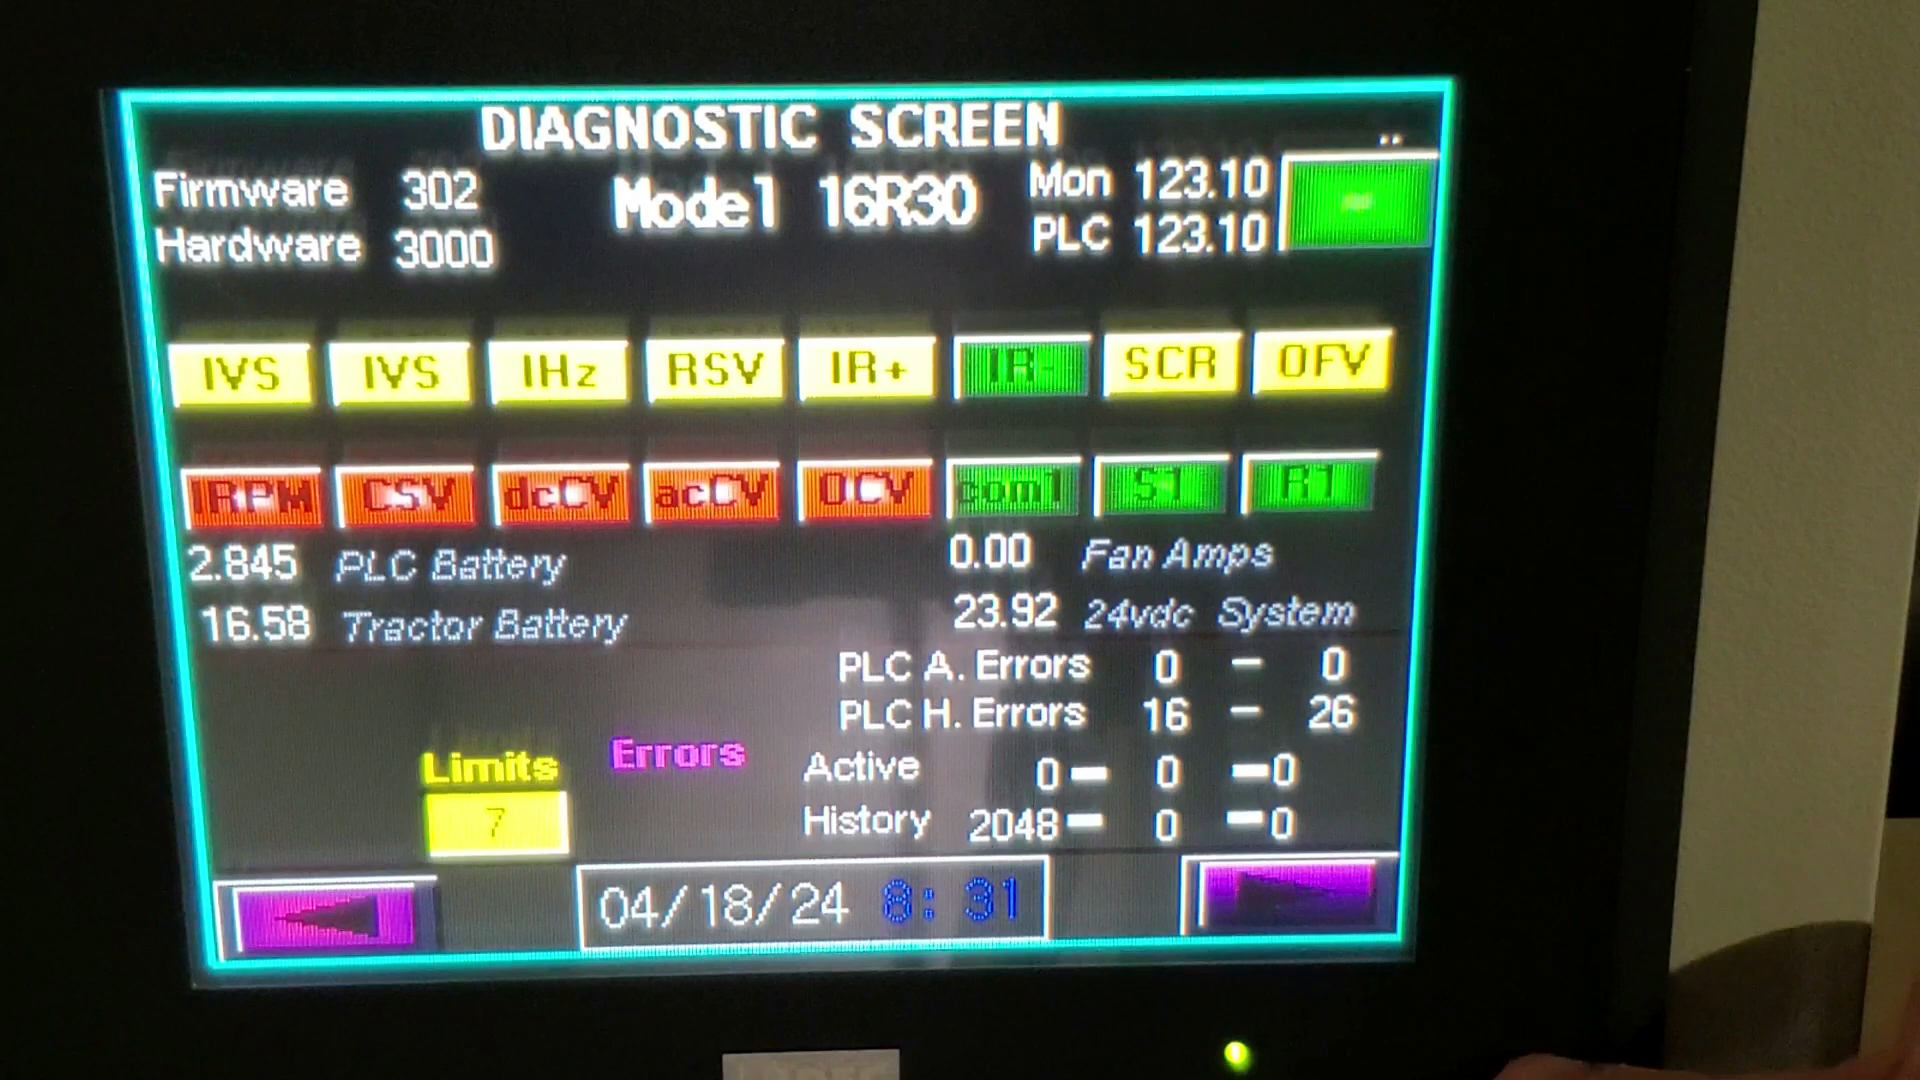 DIAGNOSTIC SCREEN
Firmware 302 Model 16R30 Mon 123.10
Hardware 3000 PLC 123.10
IVS IVS IHz RSV IR+ IR- SCR OFV
IRPM CSV dcCV acCV OCV com1 S1 R1
2.845 PLC Battery 0.00 Fan Amps
16.58 Tractor Battery 23.92 24vdc System
PLC A. Errors 0 - 0
PLC H. Errors 16 - 26
Limits Errors Active 0 - 0 - 0
7 History 2048 - 0 - 0
04/18/24 8:31